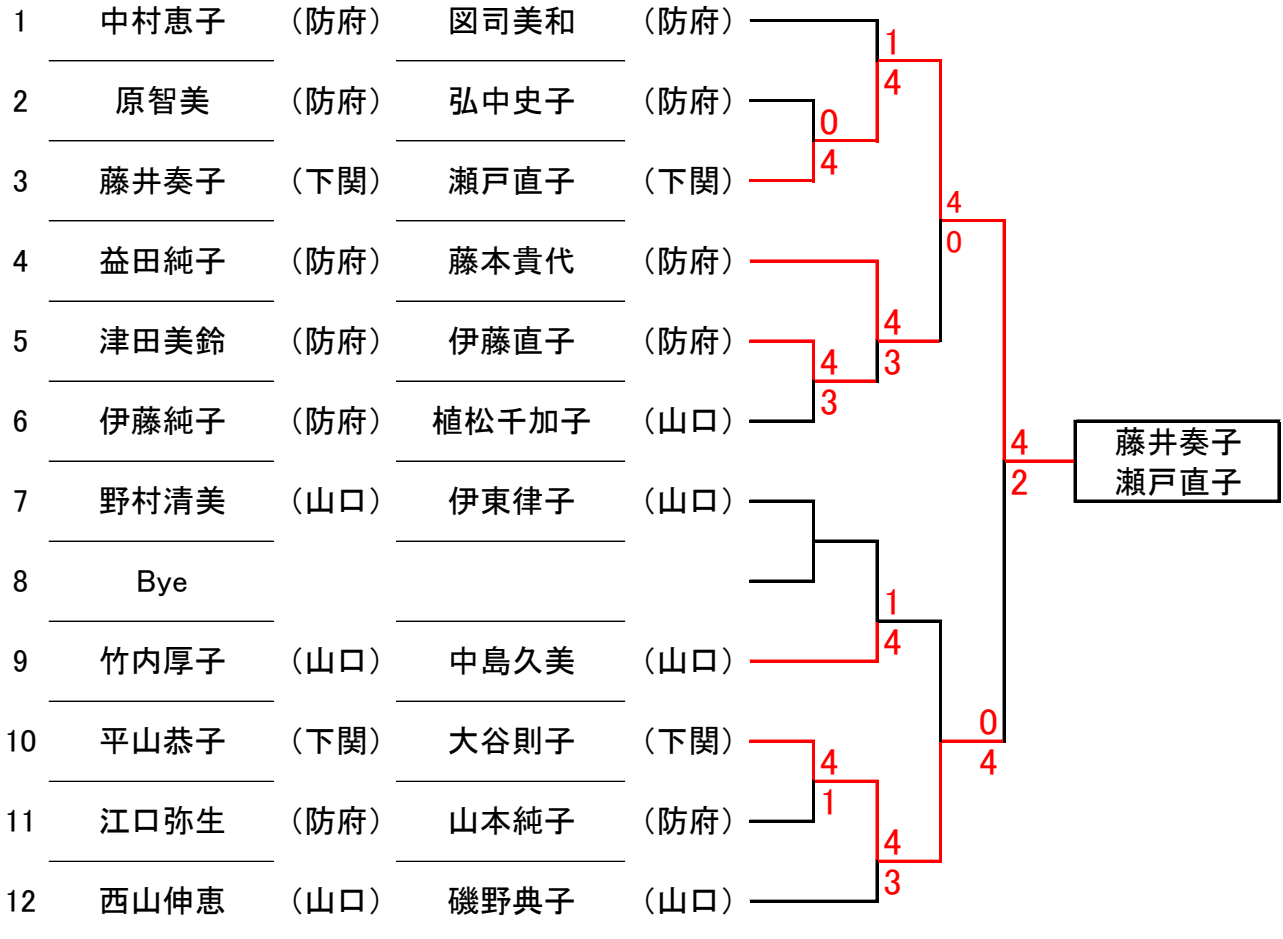 1 中村恵子 （防府） 図司美和 （防府）
1
4
2 原智美 （防府） 弘中史子 （防府）
0
4
3 藤井奏子 （下関） 瀬戸直子 （下関）
4
0
4 益田純子 （防府） 藤本貴代 （防府）
4
3
5 津田美鈴 （防府） 伊藤直子 （防府）
4
3
6 伊藤純子 （防府） 植松千加子 （山口）
4
2
藤井奏子
瀬戸直子
7 野村清美 （山口） 伊東律子 （山口）
8 Bye
1
4
9 竹内厚子 （山口） 中島久美 （山口）
0
4
10 平山恭子 （下関） 大谷則子 （下関）
4
1
11 江口弥生 （防府） 山本純子 （防府）
4
3
12 西山伸恵 （山口） 磯野典子 （山口）